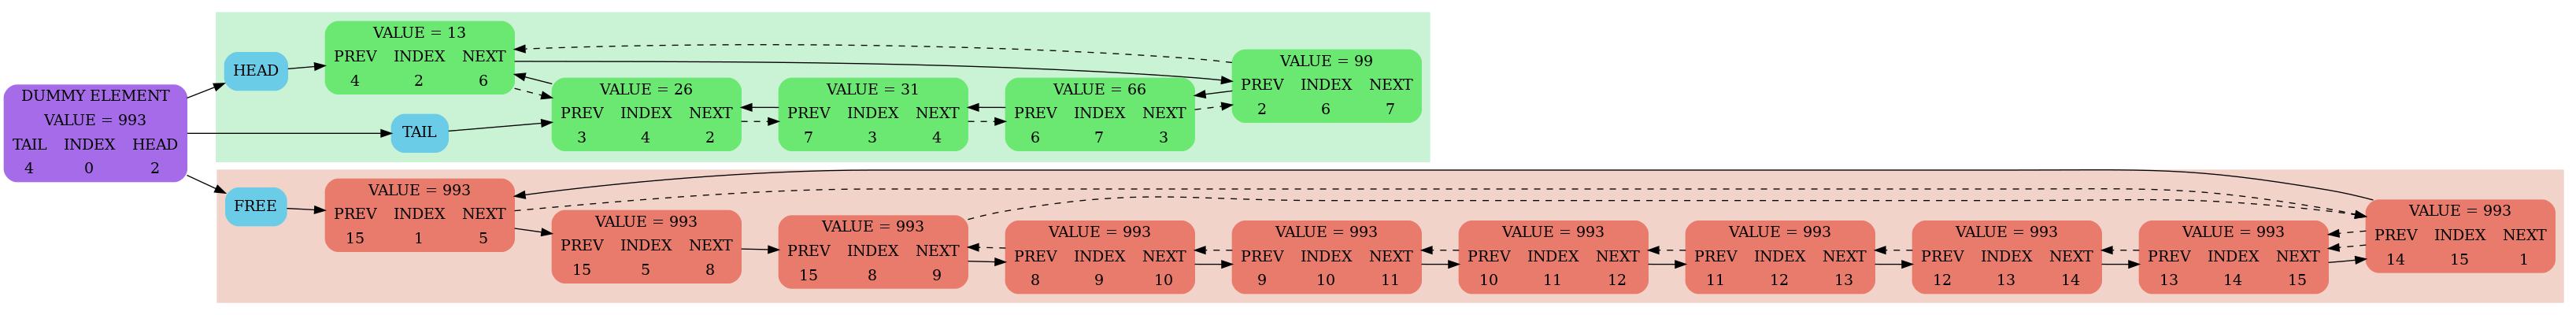 DUMMY ELEMENT
VALUE = 993
TAIL INDEX HEAD
4 0 2
HEAD
VALUE = 13
PREV INDEX NEXT
4 2 6
TAIL
VALUE = 26
PREV INDEX NEXT
3 4 2
VALUE = 31
PREV INDEX NEXT
7 3 4
VALUE = 66
PREV INDEX NEXT
6 7 3
VALUE = 99
PREV INDEX NEXT
2 6 7
FREE
VALUE = 993
PREV INDEX NEXT
15 1 5
VALUE = 993
PREV INDEX NEXT
15 5 8
VALUE = 993
PREV INDEX NEXT
15 8 9
VALUE = 993
PREV INDEX NEXT
8 9 10
VALUE = 993
PREV INDEX NEXT
9 10 11
VALUE = 993
PREV INDEX NEXT
10 11 12
VALUE = 993
PREV INDEX NEXT
11 12 13
VALUE = 993
PREV INDEX NEXT
12 13 14
VALUE = 993
PREV INDEX NEXT
13 14 15
VALUE = 993
PREV INDEX NEXT
14 15 1